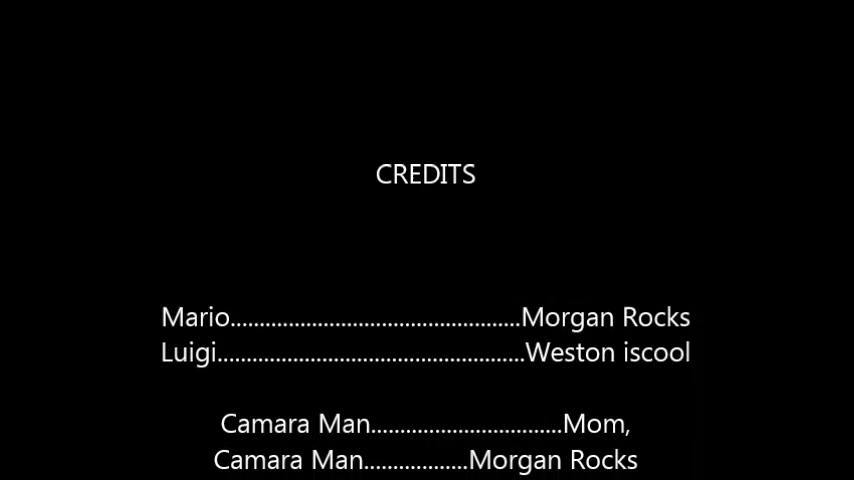 CREDITS
Mario.................................................Morgan Rocks
Luigi....................................................Weston iscool
Camara Man................................Mom,
Camara Man..................Morgan Rocks